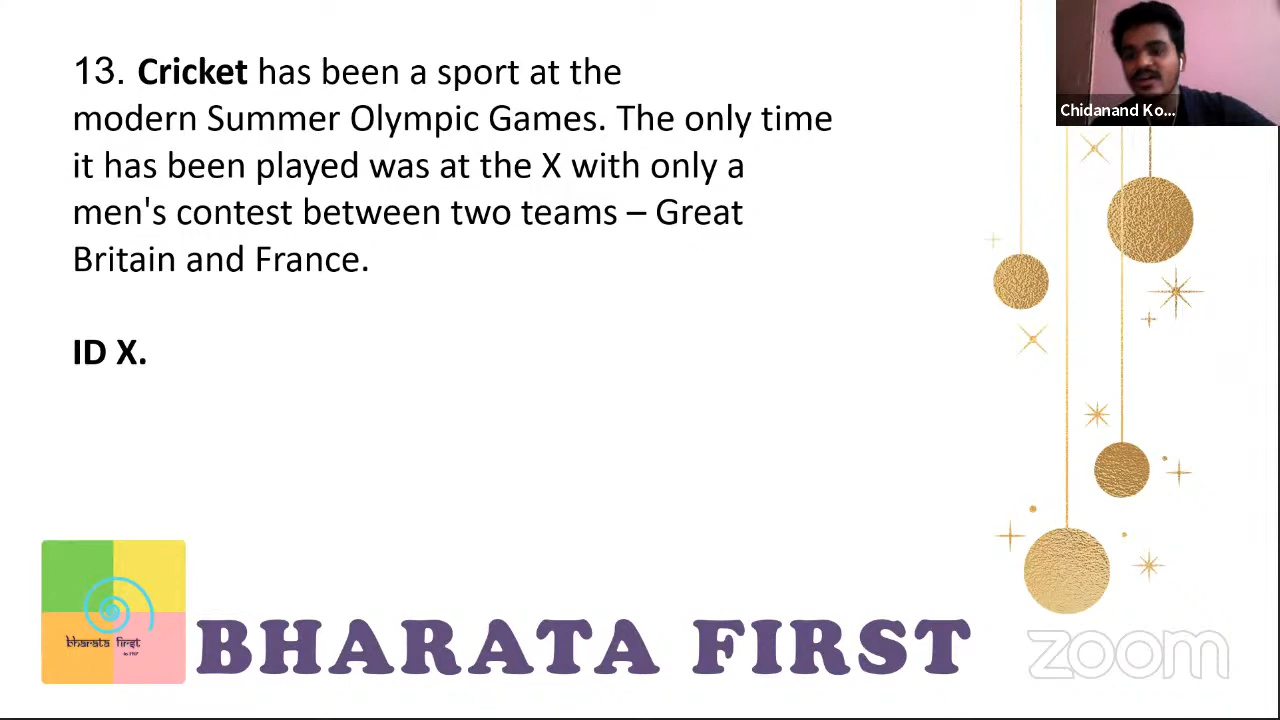 13. Cricket has been a sport at the
modern Summer Olympic Games. The only time
it has been played was at the X with only a
men's contest between two teams – Great
Britain and France.
ID X.
Chidanand Ko...
bharata first
by ITIF
BHARATA FIRST
zoom